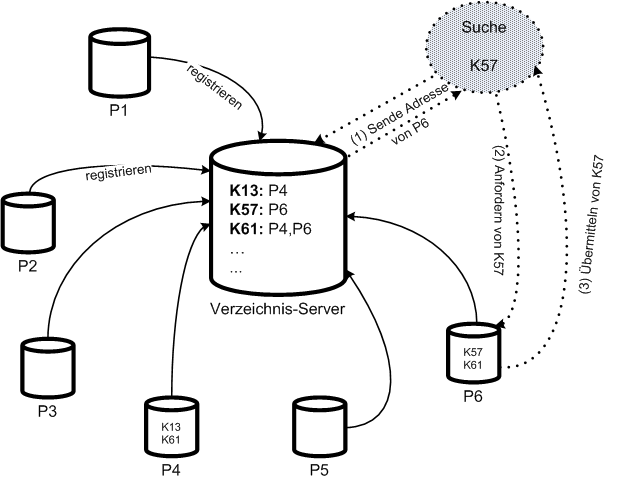 Suche
K57
registrieren
P1
(1) Sende Adresse
von P6
registrieren
P2
K13: P4
K57: P6
K61: P4,P6
...
...
Verzeichnis-Server
(2) Anfordern von K57
(3) Übermitteln von K57
P3
K13
K61
P4
P5
K57
K61
P6